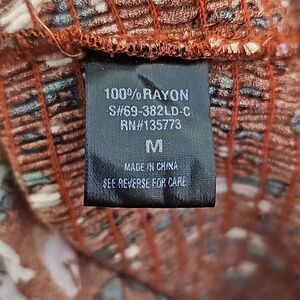 100% RAYON
S#69-382LD-C
RN#135773
M
MADE IN CHINA
SEE REVERSE FOR CARE